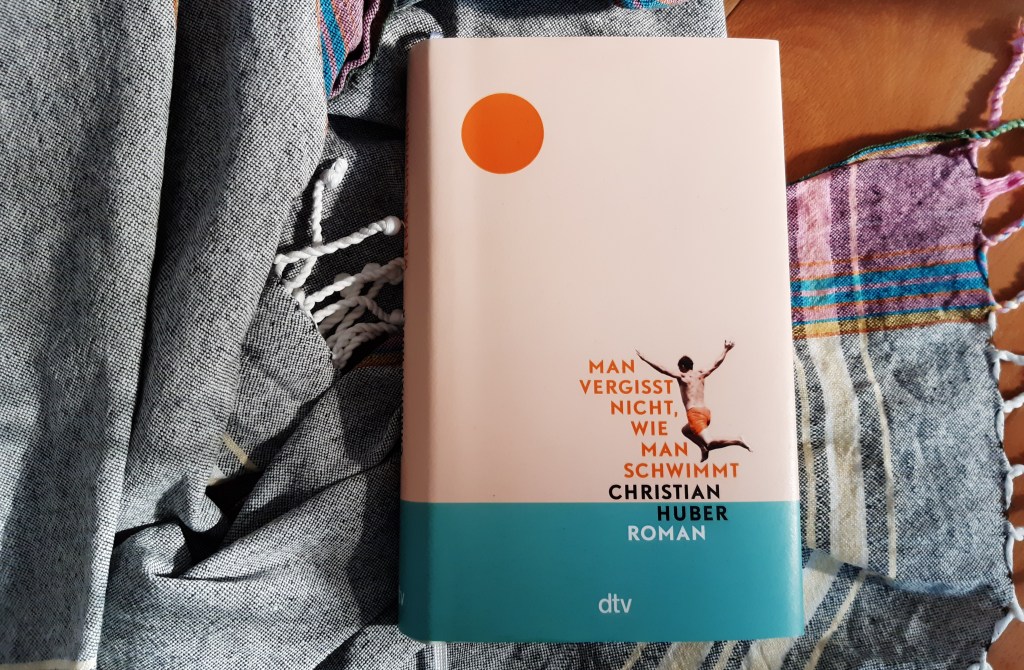 MAN
VERGISST
NICHT,
WIE
MAN
SCHWIMMT
CHRISTIAN
HUBER
ROMAN
dtv